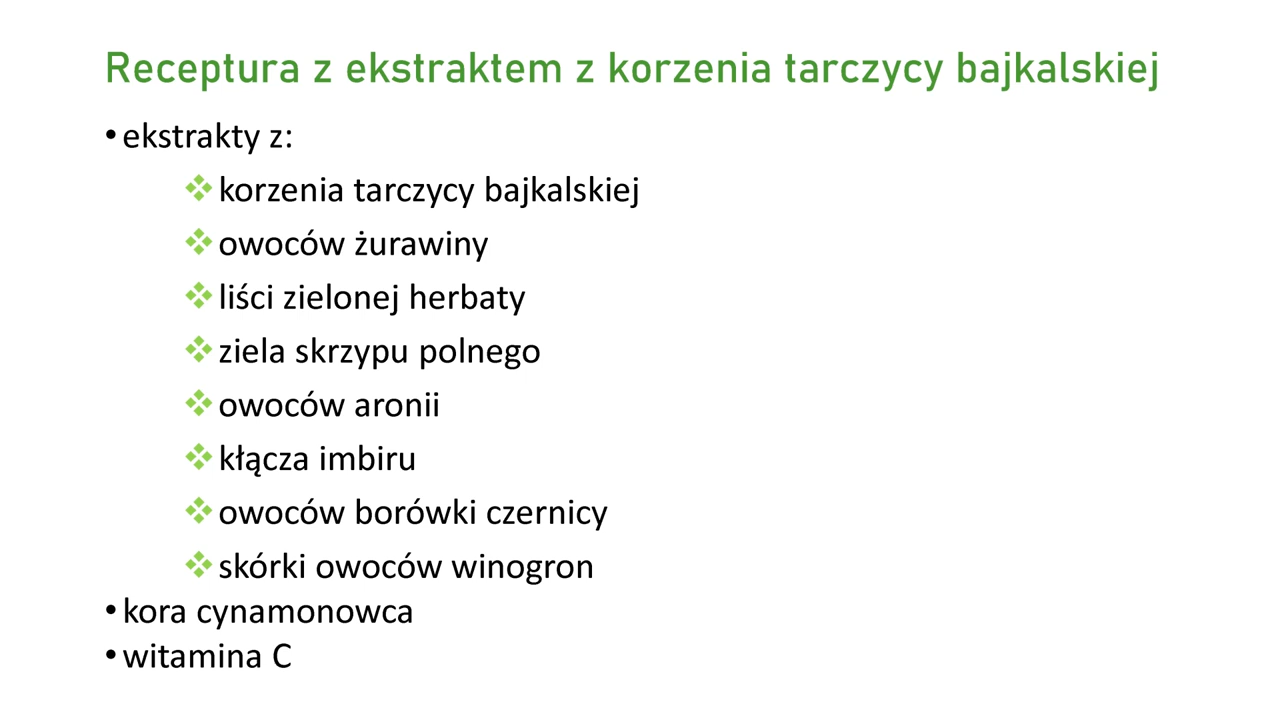 Receptura z ekstraktem z korzenia tarczycy bajkalskiej
• ekstrakty z:
❖ korzenia tarczycy bajkalskiej
❖ owoców żurawiny
❖ liści zielonej herbaty
❖ ziela skrzypu polnego
❖ owoców aronii
❖ kłącza imbiru
❖ owoców borówki czernicy
❖ skórki owoców winogron
• kora cynamonowca
• witamina C